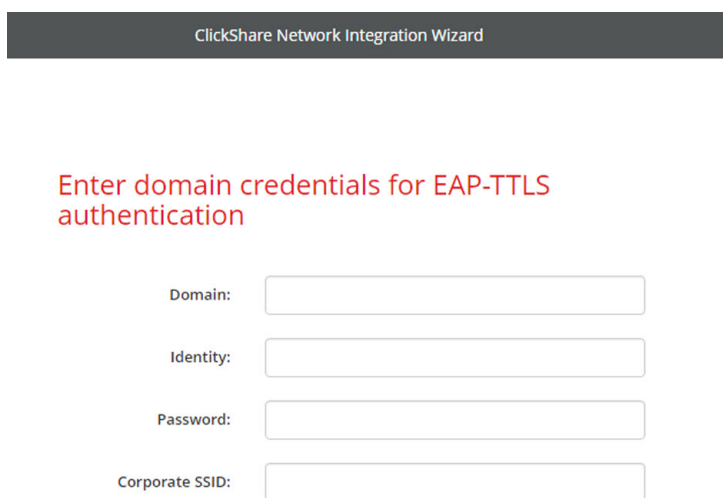 ClickShare Network Integration Wizard
Enter domain credentials for EAP-TTLS
authentication
Domain:
Identity:
Password:
Corporate SSID: